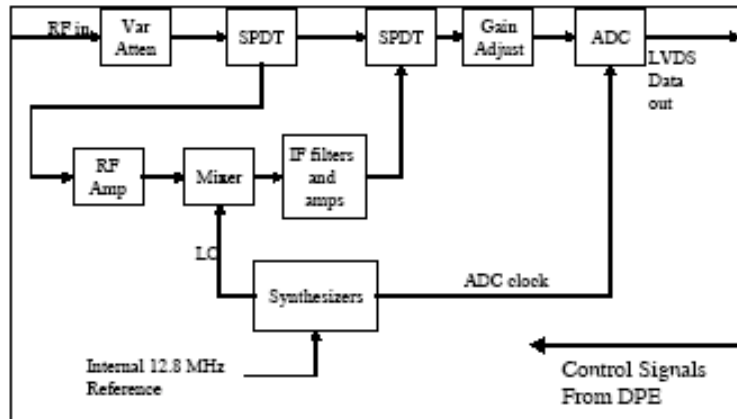 RF in
Var
Atten
SPDT
SPDT
Gain
Adjust
ADC
LVDS
Data
out
RF
Amp
Mixer
IF filters
and
amps
LO
Synthesizers
ADC clock
Internal 12.8 MHz
Reference
Control Signals
From DPE